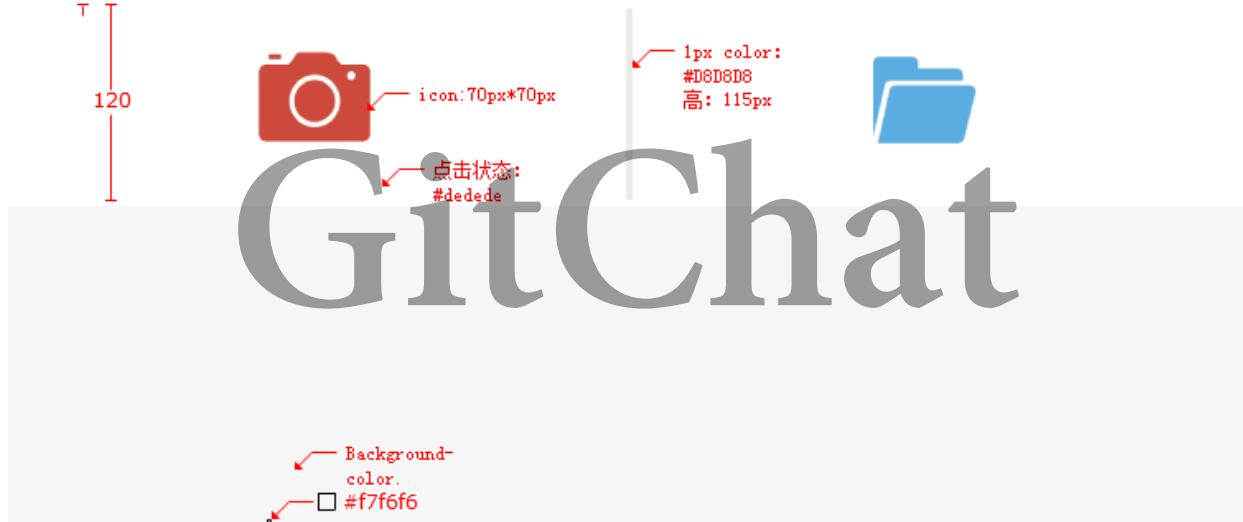 120
icon:70px*70px
1px color:
#D8D8D8
高: 115px
点击状态:
#dedede
GitChat
Background-
color.
#f7f6f6